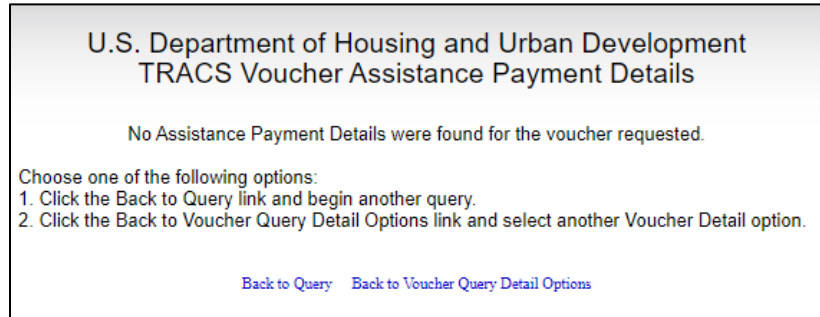 U.S. Department of Housing and Urban Development
TRACS Voucher Assistance Payment Details
No Assistance Payment Details were found for the voucher requested.
Choose one of the following options:
1. Click the Back to Query link and begin another query.
2. Click the Back to Voucher Query Detail Options link and select another Voucher Detail option.
Back to Query Back to Voucher Query Detail Options